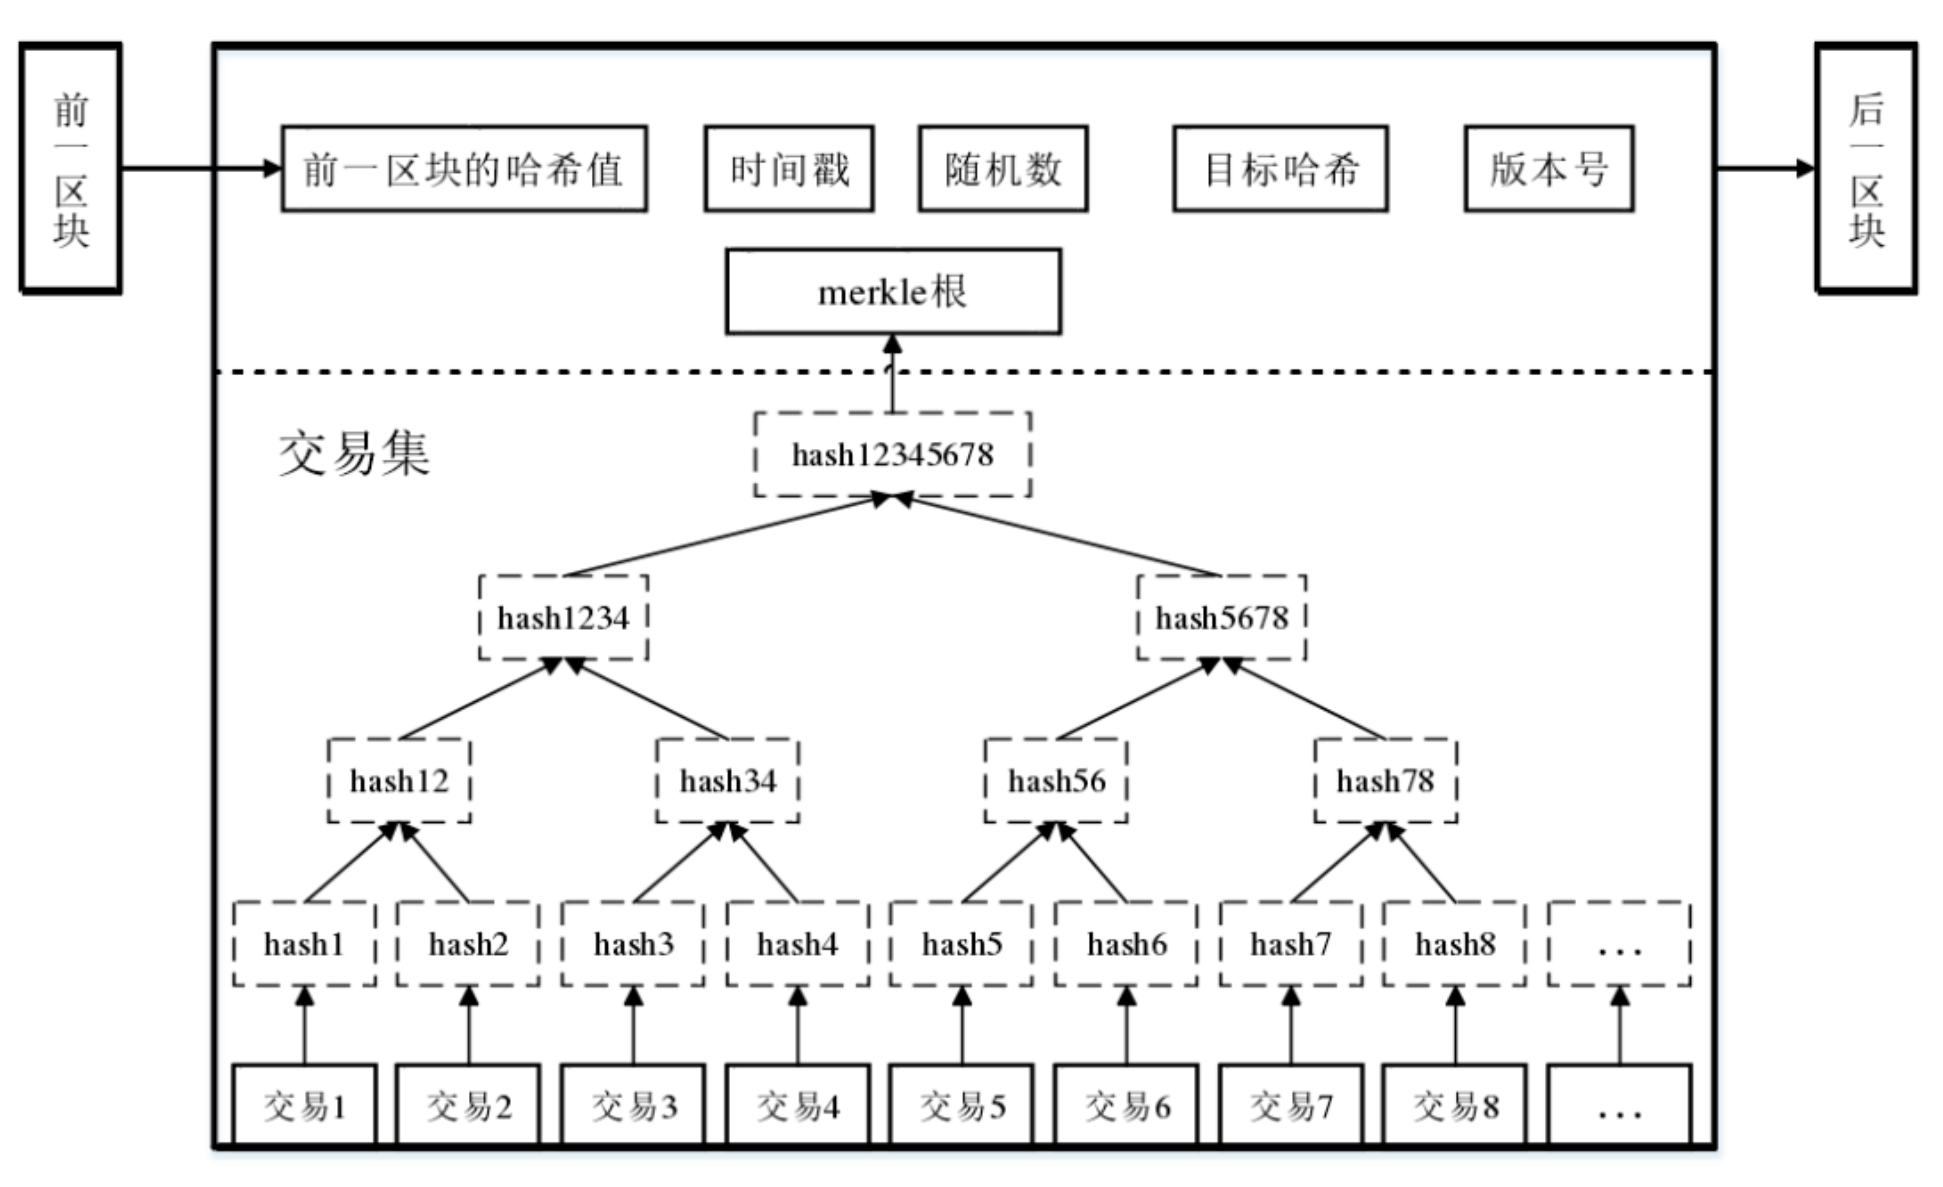 前一区块
前一区块的哈希值 时间戳 随机数 目标哈希 版本号
后一区块
merkle根
交易集
hash12345678
hash1234 hash5678
hash12 hash34 hash56 hash78
hash1 hash2 hash3 hash4 hash5 hash6 hash7 hash8 ...
交易1 交易2 交易3 交易4 交易5 交易6 交易7 交易8 ...